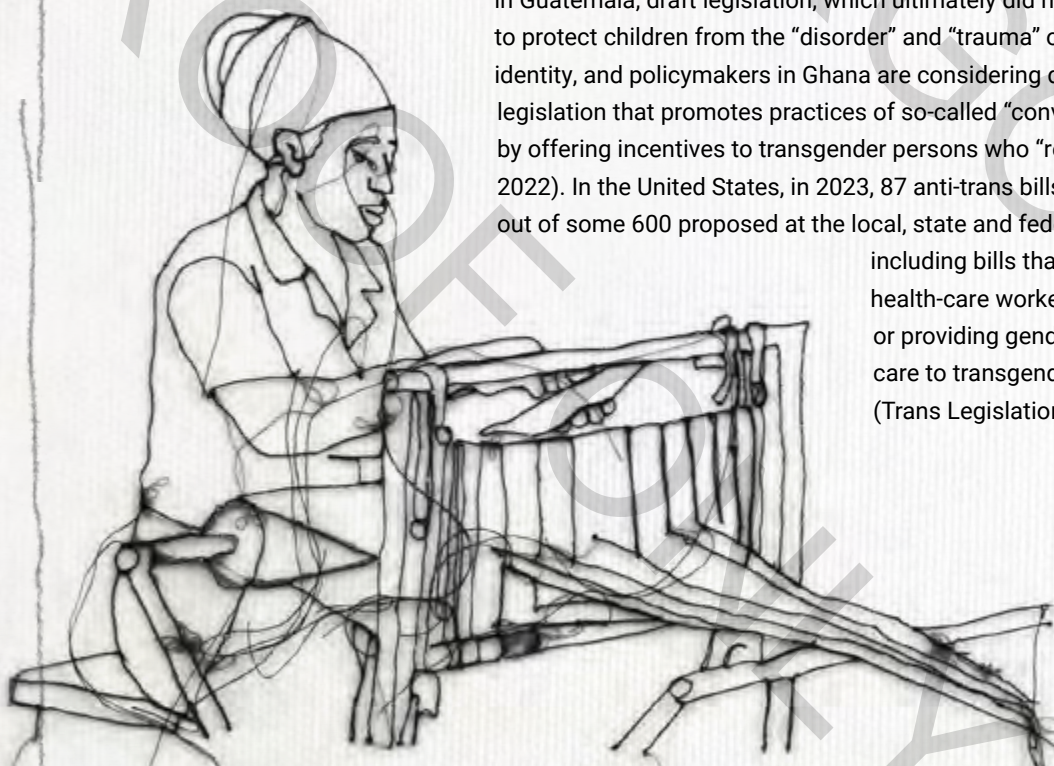 In Guatemala, draft legislation, which ultimately did n
to protect children from the “disorder” and “trauma” o
identity, and policymakers in Ghana are considering d
legislation that promotes practices of so-called “conv
by offering incentives to transgender persons who “re
2022). In the United States, in 2023, 87 anti-trans bills
out of some 600 proposed at the local, state and fede
including bills that
health-care worke
or providing gend
care to transgend
(Trans Legislation